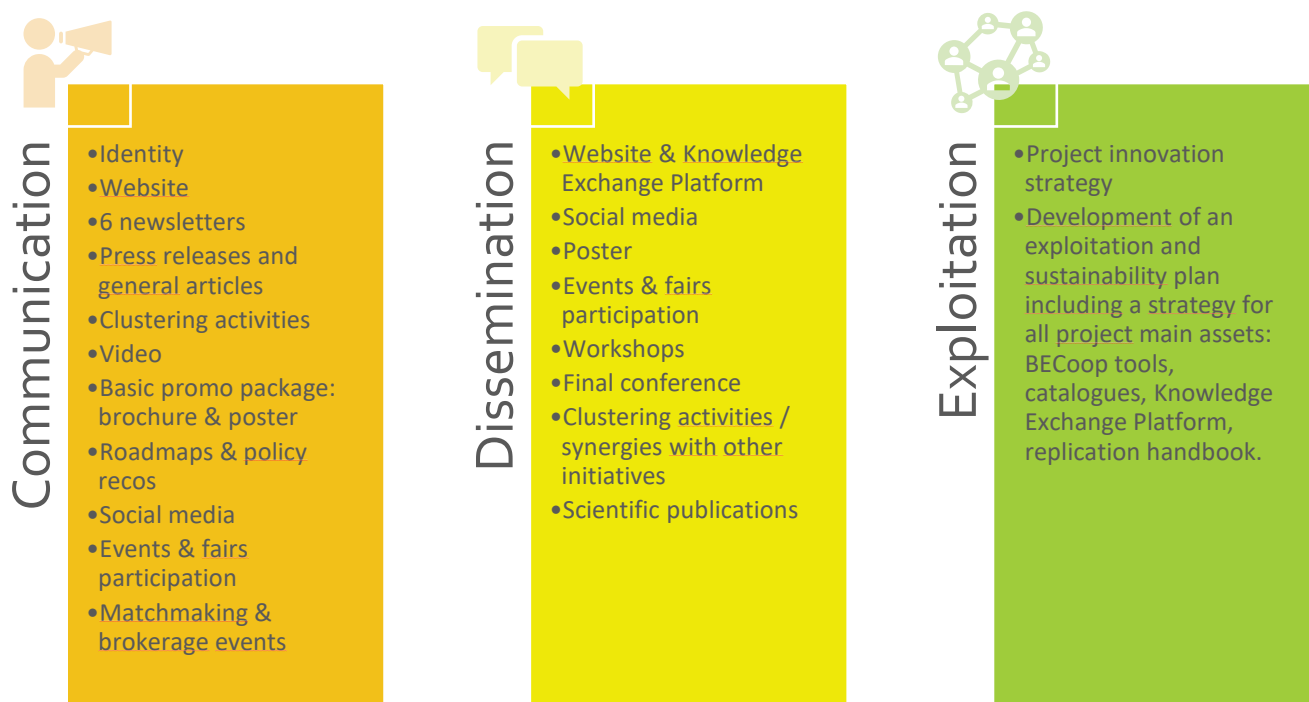 Communication
•Identity
•Website
•6 newsletters
•Press releases and
general articles
•Clustering activities
•Video
•Basic promo package:
brochure & poster
•Roadmaps & policy
recos
•Social media
•Events & fairs
participation
•Matchmaking &
brokerage events
Dissemination
•Website & Knowledge
Exchange Platform
•Social media
•Poster
•Events & fairs
participation
•Workshops
•Final conference
•Clustering activities /
synergies with other
initiatives
•Scientific publications
Exploitation
•Project innovation
strategy
•Development of an
exploitation and
sustainability plan
including a strategy for
all project main assets:
BECoop tools,
catalogues, Knowledge
Exchange Platform,
replication handbook.